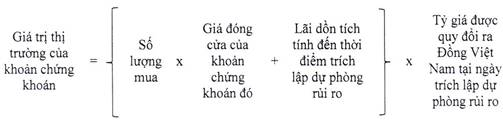 Giá trị thị
trường của
khoản chứng
khoán
=
Số
lượng
mua
x
Giá đóng
cửa của
khoản
chứng
khoán đó
+
Lãi dồn tích
tính đến thời
điểm trích
lập dự phòng
rủi ro
x
Tỷ giá được
quy đổi ra
Đồng Việt
Nam tại ngày
trích lập dự
phòng rủi ro